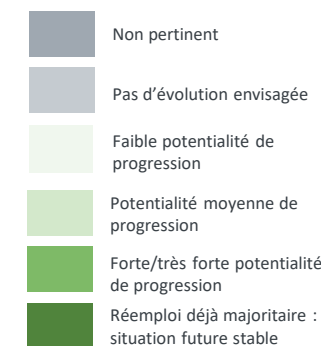 Non pertinent
Pas d’évolution envisagée
Faible potentialité de
progression
Potentialité moyenne de
progression
Forte/très forte potentialité
de progression
Réemploi déjà majoritaire :
situation future stable